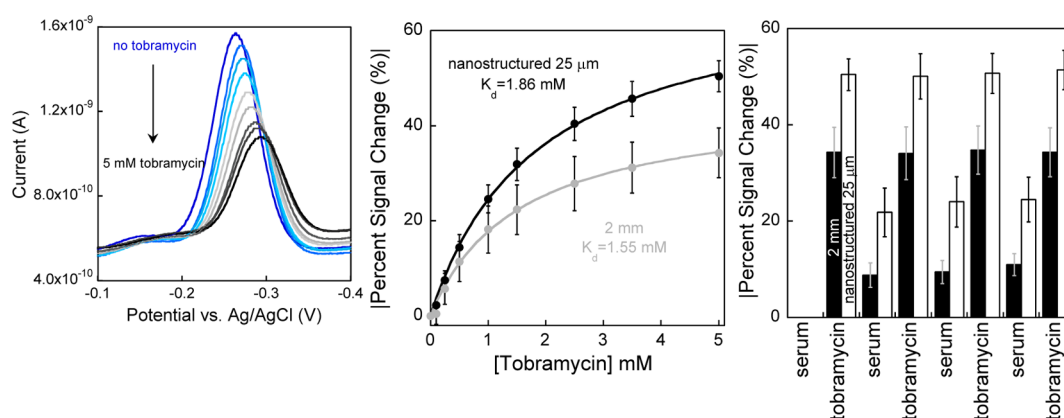 1.6x10⁻⁹
1.2x10⁻⁹
8.0x10⁻¹⁰
4.0x10⁻¹⁰
Current (A)
no tobramycin
5 mM tobramycin
-0.1
-0.2
-0.3
-0.4
Potential vs. Ag/AgCl (V)
60
40
20
0
|Percent Signal Change (%)|
nanostructured 25 μm
K_d=1.86 mM
2 mm
K_d=1.55 mM
0
1
2
3
4
5
[Tobramycin] mM
60
40
20
0
|Percent Signal Change (%)|
2 mm
nanostructured 25 μm
serum
tobramycin
serum
tobramycin
serum
tobramycin
serum
tobramycin